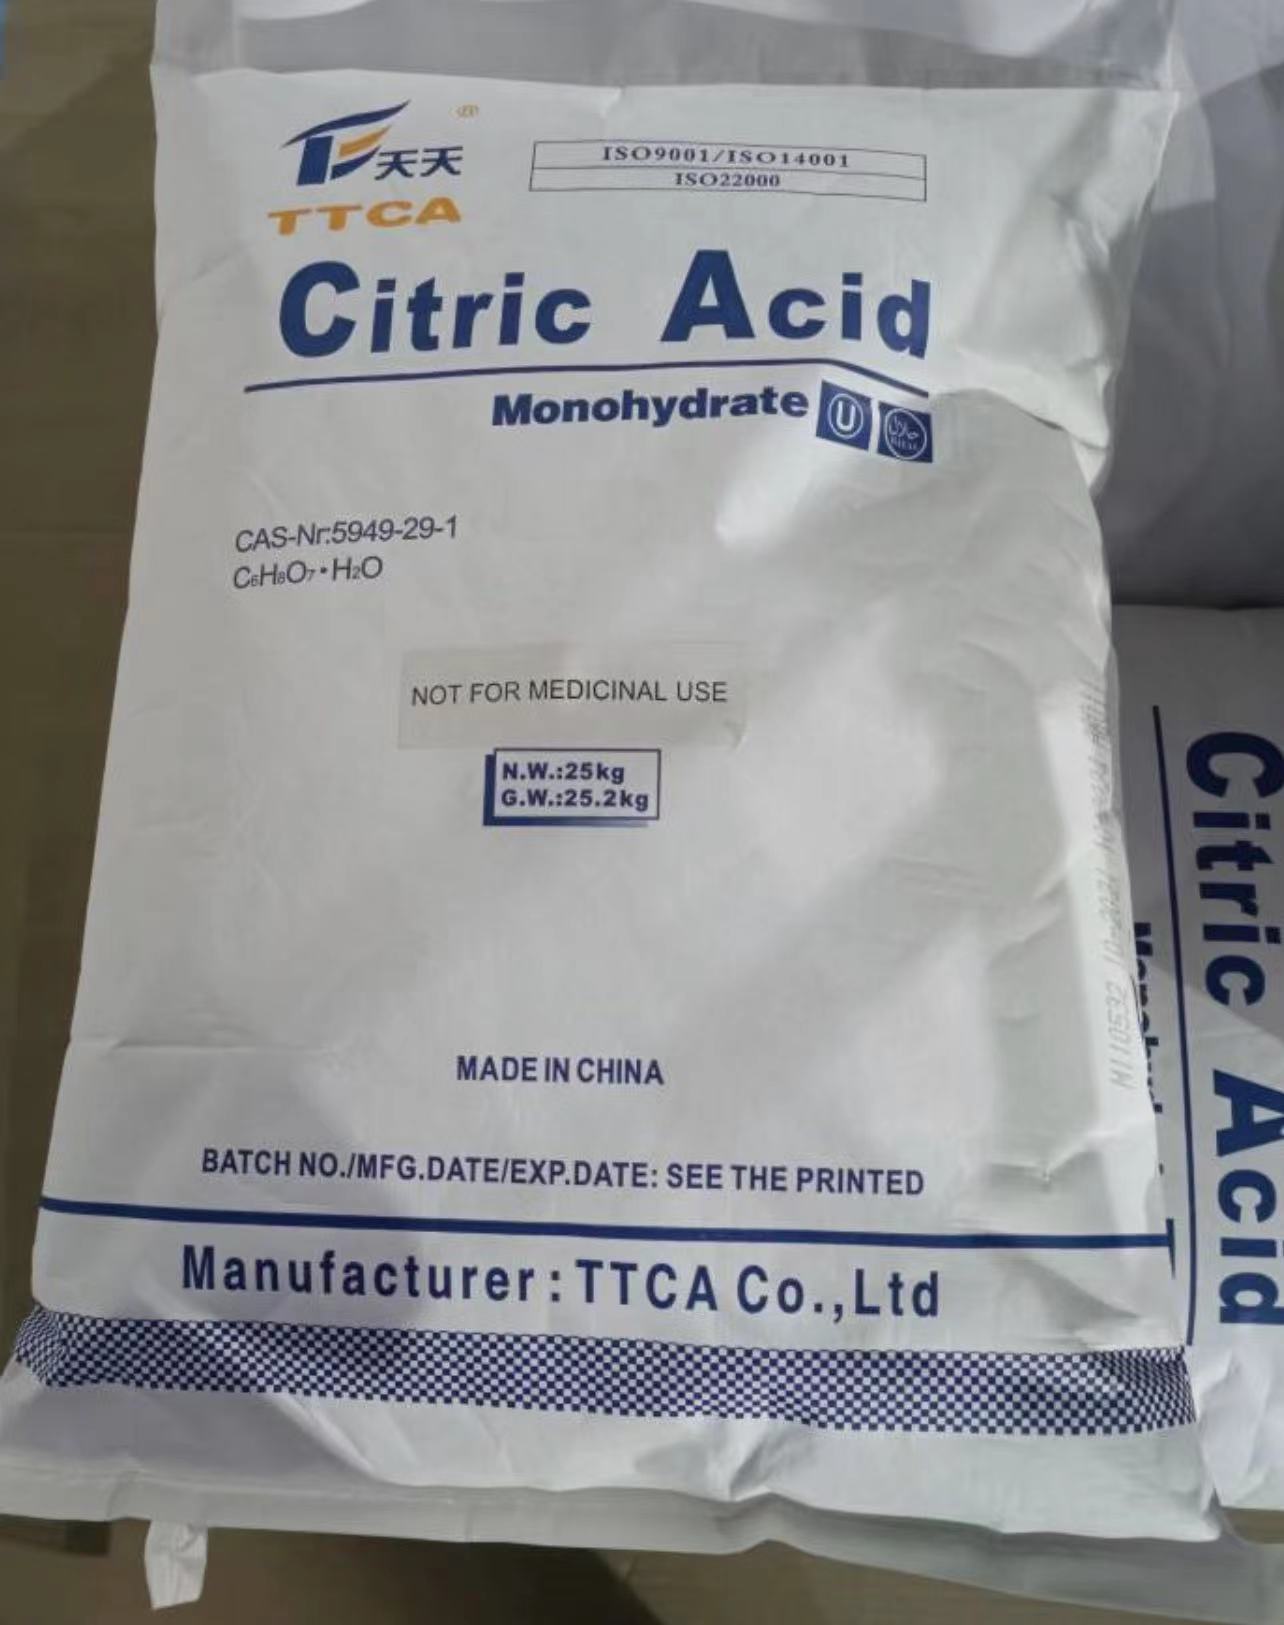 ®
天天
TTCA
ISO9001/ISO14001
ISO22000
Citric Acid
Monohydrate U حلال
CAS-Nr:5949-29-1
C₆H₈O₇·H₂O
NOT FOR MEDICINAL USE
N.W.:25kg
G.W.:25.2kg
MADE IN CHINA
BATCH NO./MFG.DATE/EXP.DATE: SEE THE PRINTED
Manufacturer:TTCA Co.,Ltd
Citric Acid